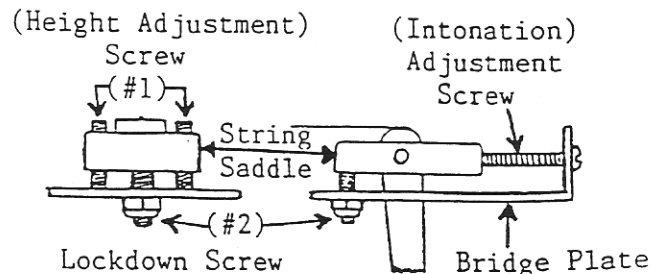 (Height Adjustment)
Screw
(#1)
(Intonation)
Adjustment
Screw
String
Saddle
(#2)
Lockdown Screw
Bridge Plate